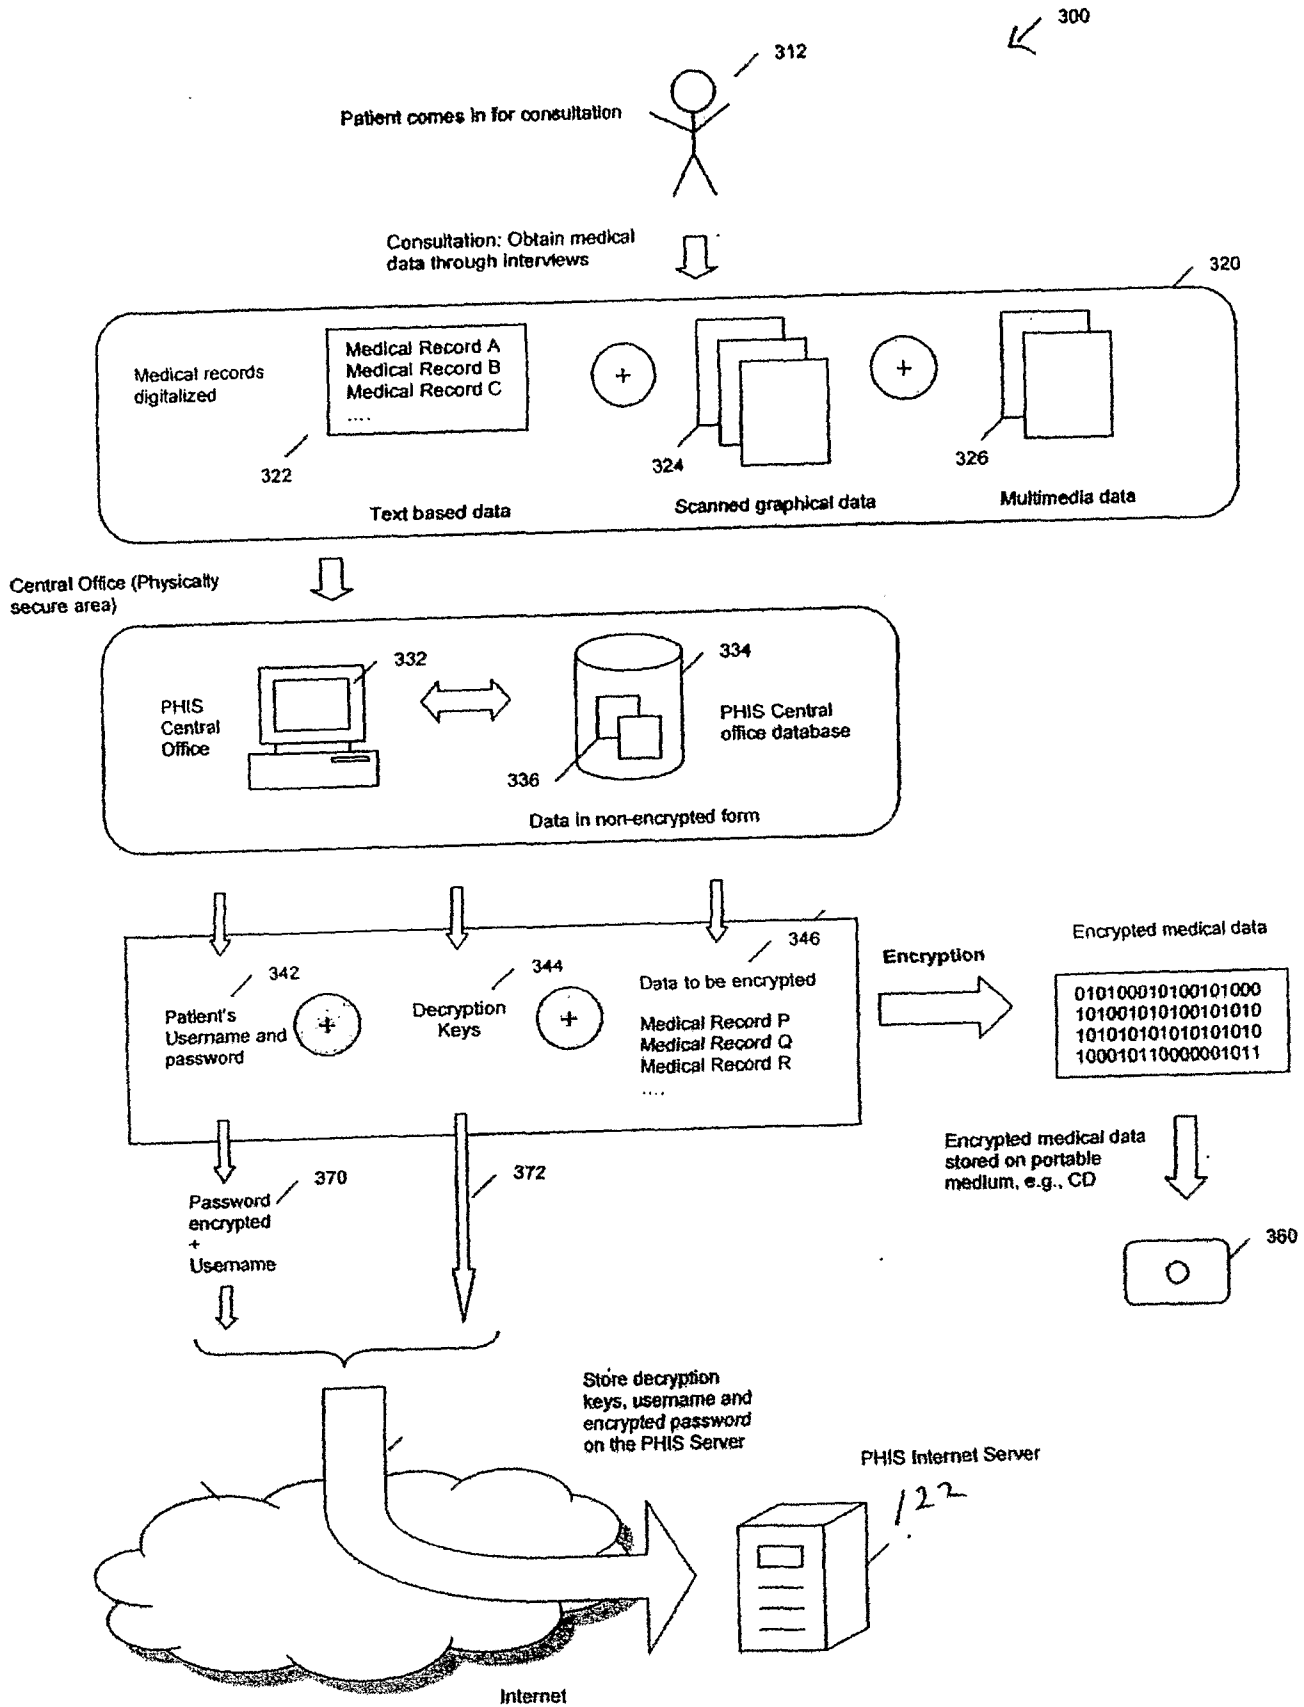 300
312
Patient comes in for consultation
Consultation: Obtain medical
data through interviews
320
Medical records
digitalized
Medical Record A
Medical Record B
Medical Record C
....
+
+
322
324
326
Text based data
Scanned graphical data
Multimedia data
Central Office (Physically
secure area)
332
334
PHIS
Central
Office
PHIS Central
office database
336
Data in non-encrypted form
342
344
346
Patient's
Username and
password
+
Decryption
Keys
+
Data to be encrypted
Medical Record P
Medical Record Q
Medical Record R
....
Encryption
Encrypted medical data
010100010100101000
101001010100101010
101010101010101010
100010110000001011
Encrypted medical data
stored on portable
medium, e.g., CD
360
370
372
Password
encrypted
+
Username
Store decryption
keys, username and
encrypted password
on the PHIS Server
PHIS Internet Server
122
Internet